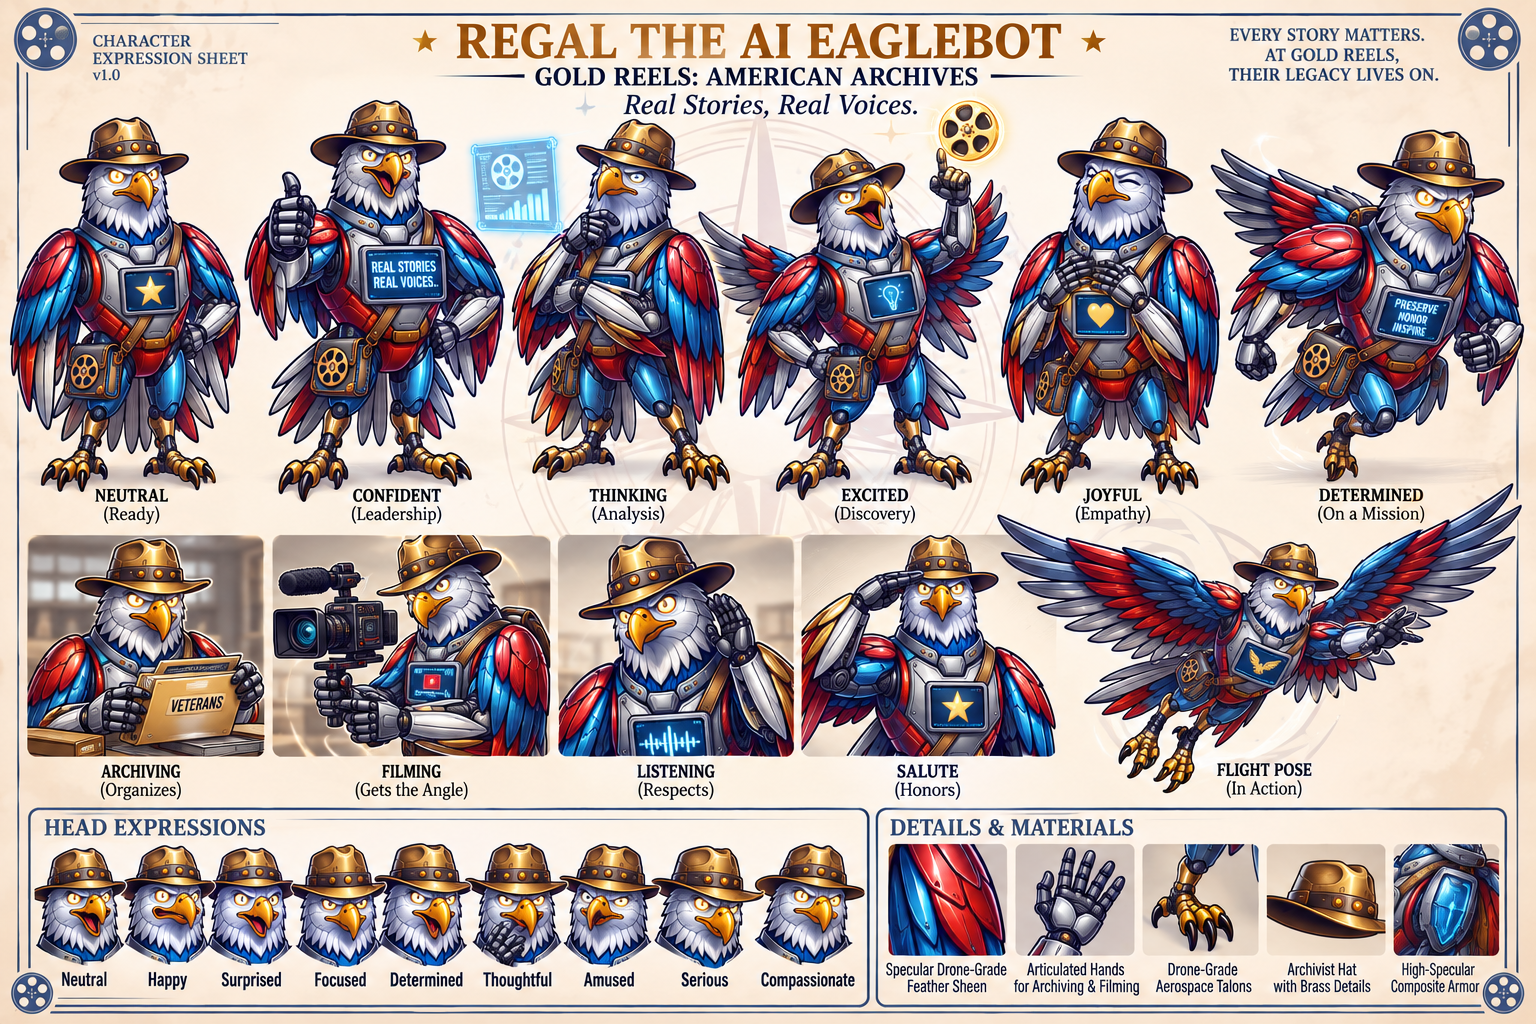 CHARACTER
EXPRESSION SHEET
v1.0
REGAL THE AI EAGLEBOT
GOLD REELS: AMERICAN ARCHIVES
Real Stories, Real Voices.
EVERY STORY MATTERS.
AT GOLD REELS,
THEIR LEGACY LIVES ON.
REAL STORIES
REAL VOICES..
PRESERVE
HONOR
INSPIRE
NEUTRAL
(Ready)
CONFIDENT
(Leadership)
THINKING
(Analysis)
EXCITED
(Discovery)
JOYFUL
(Empathy)
DETERMINED
(On a Mission)
VETERANS
ARCHIVING
(Organizes)
FILMING
(Gets the Angle)
LISTENING
(Respects)
SALUTE
(Honors)
FLIGHT POSE
(In Action)
HEAD EXPRESSIONS
Neutral
Happy
Surprised
Focused
Determined
Thoughtful
Amused
Serious
Compassionate
DETAILS & MATERIALS
Specular Drone-Grade
Feather Sheen
Articulated Hands
for Archiving & Filming
Drone-Grade
Aerospace Talons
Archivist Hat
with Brass Details
High-Specular
Composite Armor